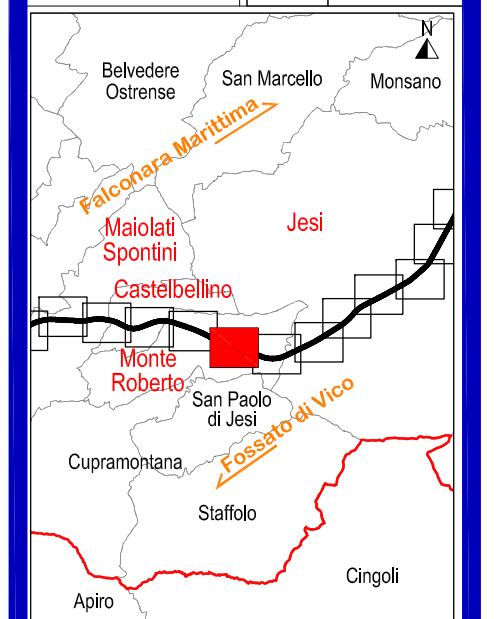 N
Belvedere
Ostrense
San Marcello
Monsano
Falconara Marittima
Maiolati
Spontini
Jesi
Castelbellino
Monte
Roberto
San Paolo
di Jesi
Fossato di Vico
Cupramontana
Staffolo
Cingoli
Apiro